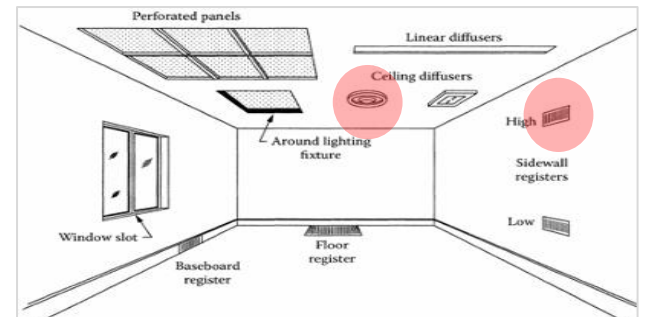 Perforated panels
Linear diffusers
Ceiling diffusers
High
Around lighting
fixture
Sidewall
registers
Low
Window slot
Floor
register
Baseboard
register